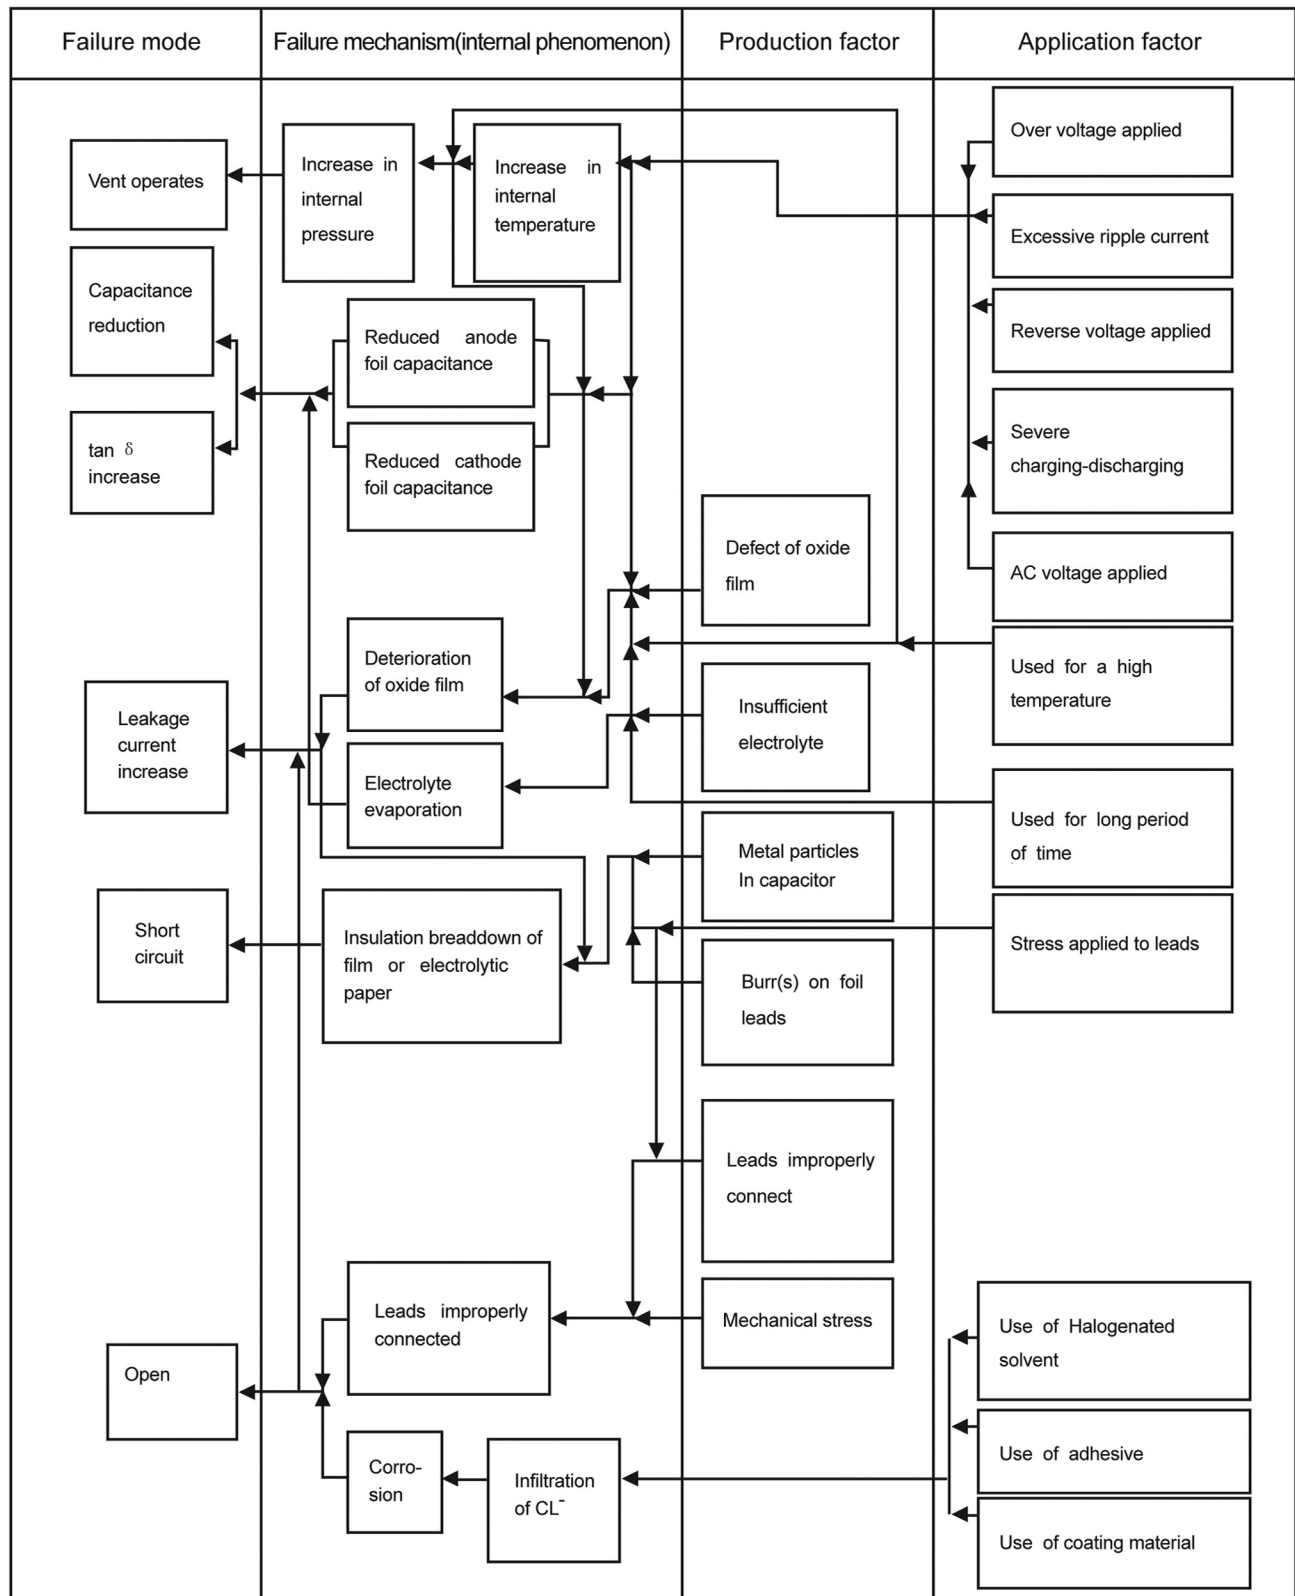 Failure mode
Failure mechanism(internal phenomenon)
Production factor
Application factor
Vent operates
Capacitance
reduction
tan δ
increase
Leakage
current
increase
Short
circuit
Open
Increase in
internal
pressure
Increase in
internal
temperature
Reduced anode
foil capacitance
Reduced cathode
foil capacitance
Deterioration
of oxide film
Electrolyte
evaporation
Insulation breaddown of
film or electrolytic
paper
Leads improperly
connected
Corro-
sion
Infiltration
of CL⁻
Defect of oxide
film
Insufficient
electrolyte
Metal particles
In capacitor
Burr(s) on foil
leads
Leads improperly
connect
Mechanical stress
Over voltage applied
Excessive ripple current
Reverse voltage applied
Severe
charging-discharging
AC voltage applied
Used for a high
temperature
Used for long period
of time
Stress applied to leads
Use of Halogenated
solvent
Use of adhesive
Use of coating material